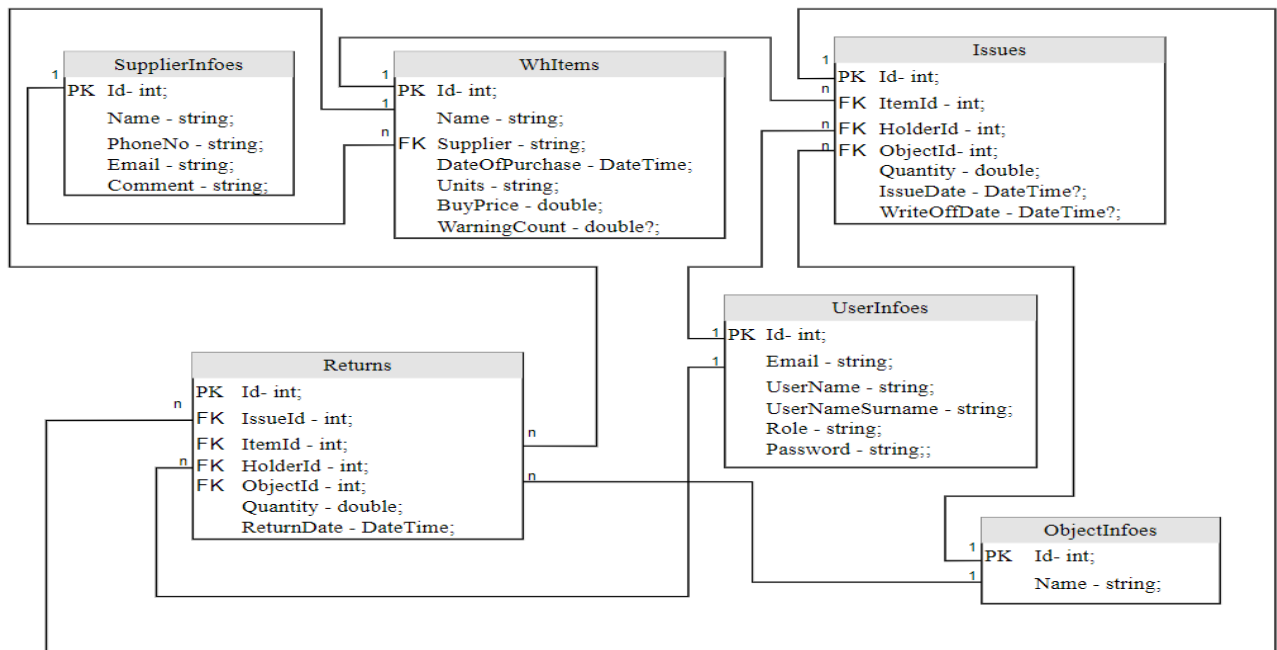 SupplierInfoes
1
PK Id- int;
Name - string;
PhoneNo - string;
Email - string;
Comment - string;
WhItems
1
PK Id- int;
1
Name - string;
n
FK Supplier - string;
DateOfPurchase - DateTime;
Units - string;
BuyPrice - double;
WarningCount - double?;
Issues
1
PK Id- int;
n
FK ItemId - int;
n
FK HolderId - int;
n
FK ObjectId- int;
Quantity - double;
IssueDate - DateTime?;
WriteOffDate - DateTime?;
UserInfoes
1
PK Id- int;
1
Email - string;
UserName - string;
UserNameSurname - string;
Role - string;
Password - string;;
Returns
PK Id- int;
n
FK IssueId - int;
n
FK ItemId - int;
n
FK HolderId - int;
n
FK ObjectId - int;
Quantity - double;
ReturnDate - DateTime;
ObjectInfoes
1
PK Id- int;
1
Name - string;